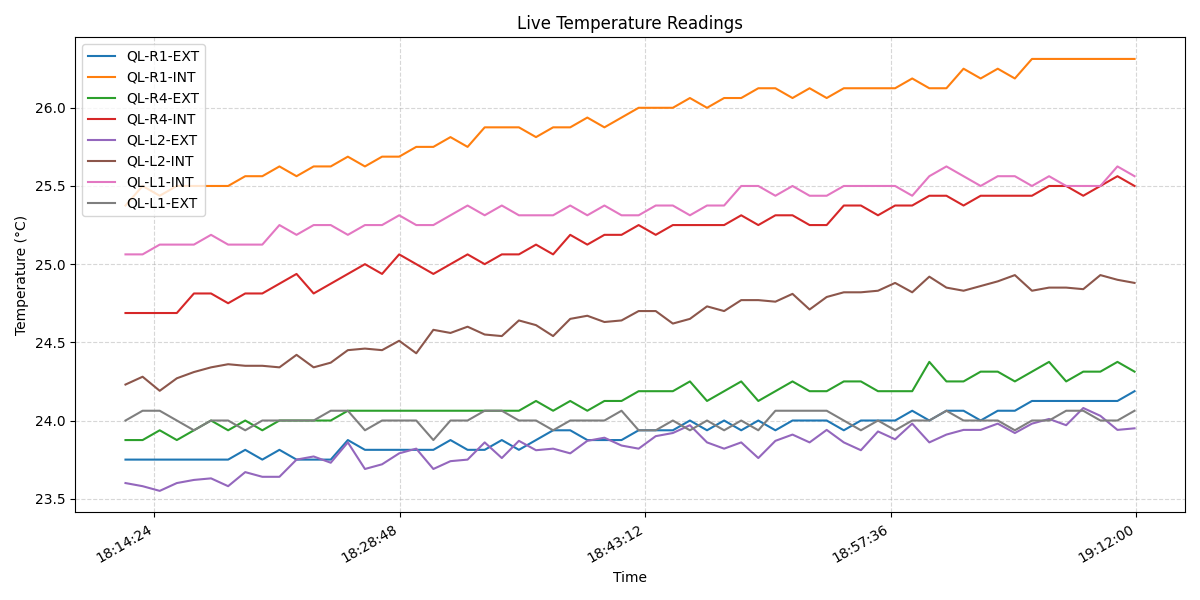 Live Temperature Readings
QL-R1-EXT
QL-R1-INT
QL-R4-EXT
QL-R4-INT
QL-L2-EXT
QL-L2-INT
QL-L1-INT
QL-L1-EXT
Temperature (°C)
26.0
25.5
25.0
24.5
24.0
23.5
18:14:24
18:28:48
18:43:12
18:57:36
19:12:00
Time